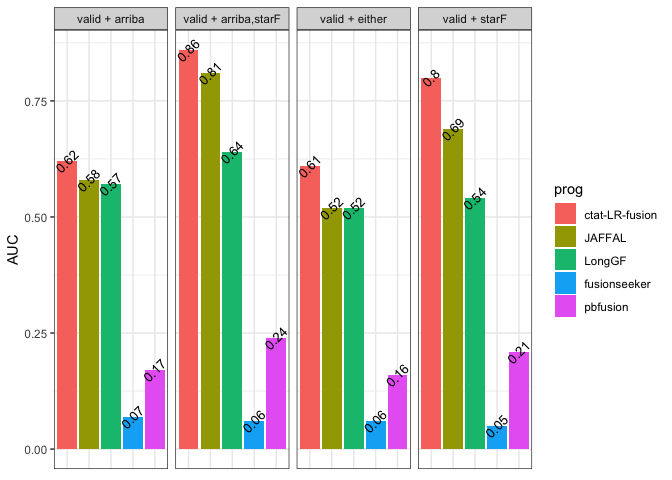 valid + arriba
valid + arriba,starF
valid + either
valid + starF
AUC
0.75
0.50
0.25
0.00
0.62
0.58
0.57
0.07
0.17
0.86
0.81
0.64
0.06
0.24
0.61
0.52
0.52
0.06
0.16
0.8
0.69
0.54
0.05
0.21
prog
ctat-LR-fusion
JAFFAL
LongGF
fusionseeker
pbfusion